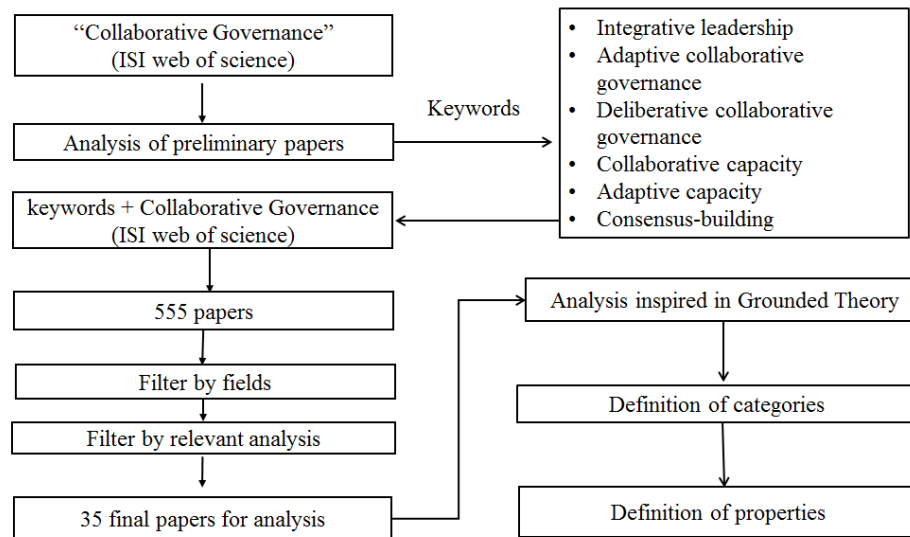 “Collaborative Governance“
(ISI web of science)
Analysis of preliminary papers
Keywords
• Integrative leadership
• Adaptive collaborative
governance
• Deliberative collaborative
governance
• Collaborative capacity
• Adaptive capacity
• Consensus-building
keywords + Collaborative Governance
(ISI web of science)
555 papers
Filter by fields
Filter by relevant analysis
35 final papers for analysis
Analysis inspired in Grounded Theory
Definition of categories
Definition of properties